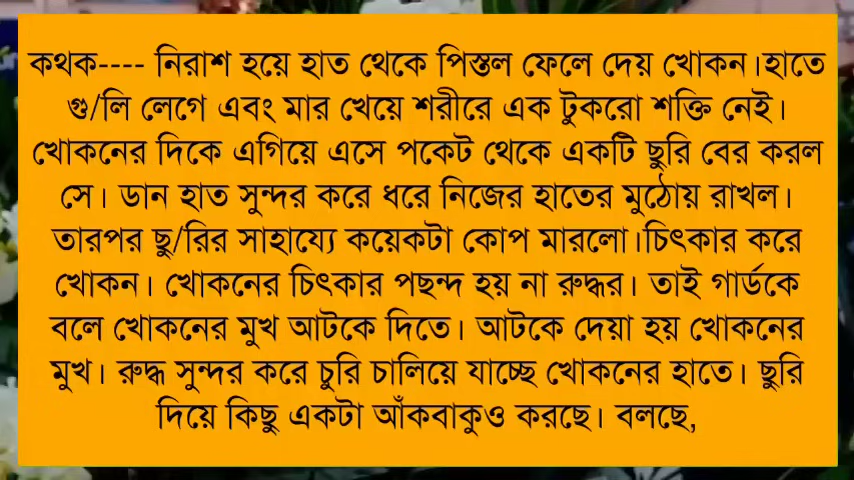 কথক---- নিরাশ হয়ে হাত থেকে পিস্তল ফেলে দেয় খোকন।হাতে
গু/লি লেগে এবং মার খেয়ে শরীরে এক টুকরো শক্তি নেই।
খোকনের দিকে এগিয়ে এসে পকেট থেকে একটি ছুরি বের করল
সে। ডান হাত সুন্দর করে ধরে নিজের হাতের মুঠোয় রাখল।
তারপর ছু/রির সাহায্যে কয়েকটা কোপ মারলো।চিৎকার করে
খোকন। খোকনের চিৎকার পছন্দ হয় না রুদ্ধর। তাই গার্ডকে
বলে খোকনের মুখ আটকে দিতে। আটকে দেয়া হয় খোকনের
মুখ। রুদ্ধ সুন্দর করে চুরি চালিয়ে যাচ্ছে খোকনের হাতে। ছুরি
দিয়ে কিছু একটা আঁকবাকুও করছে। বলছে,